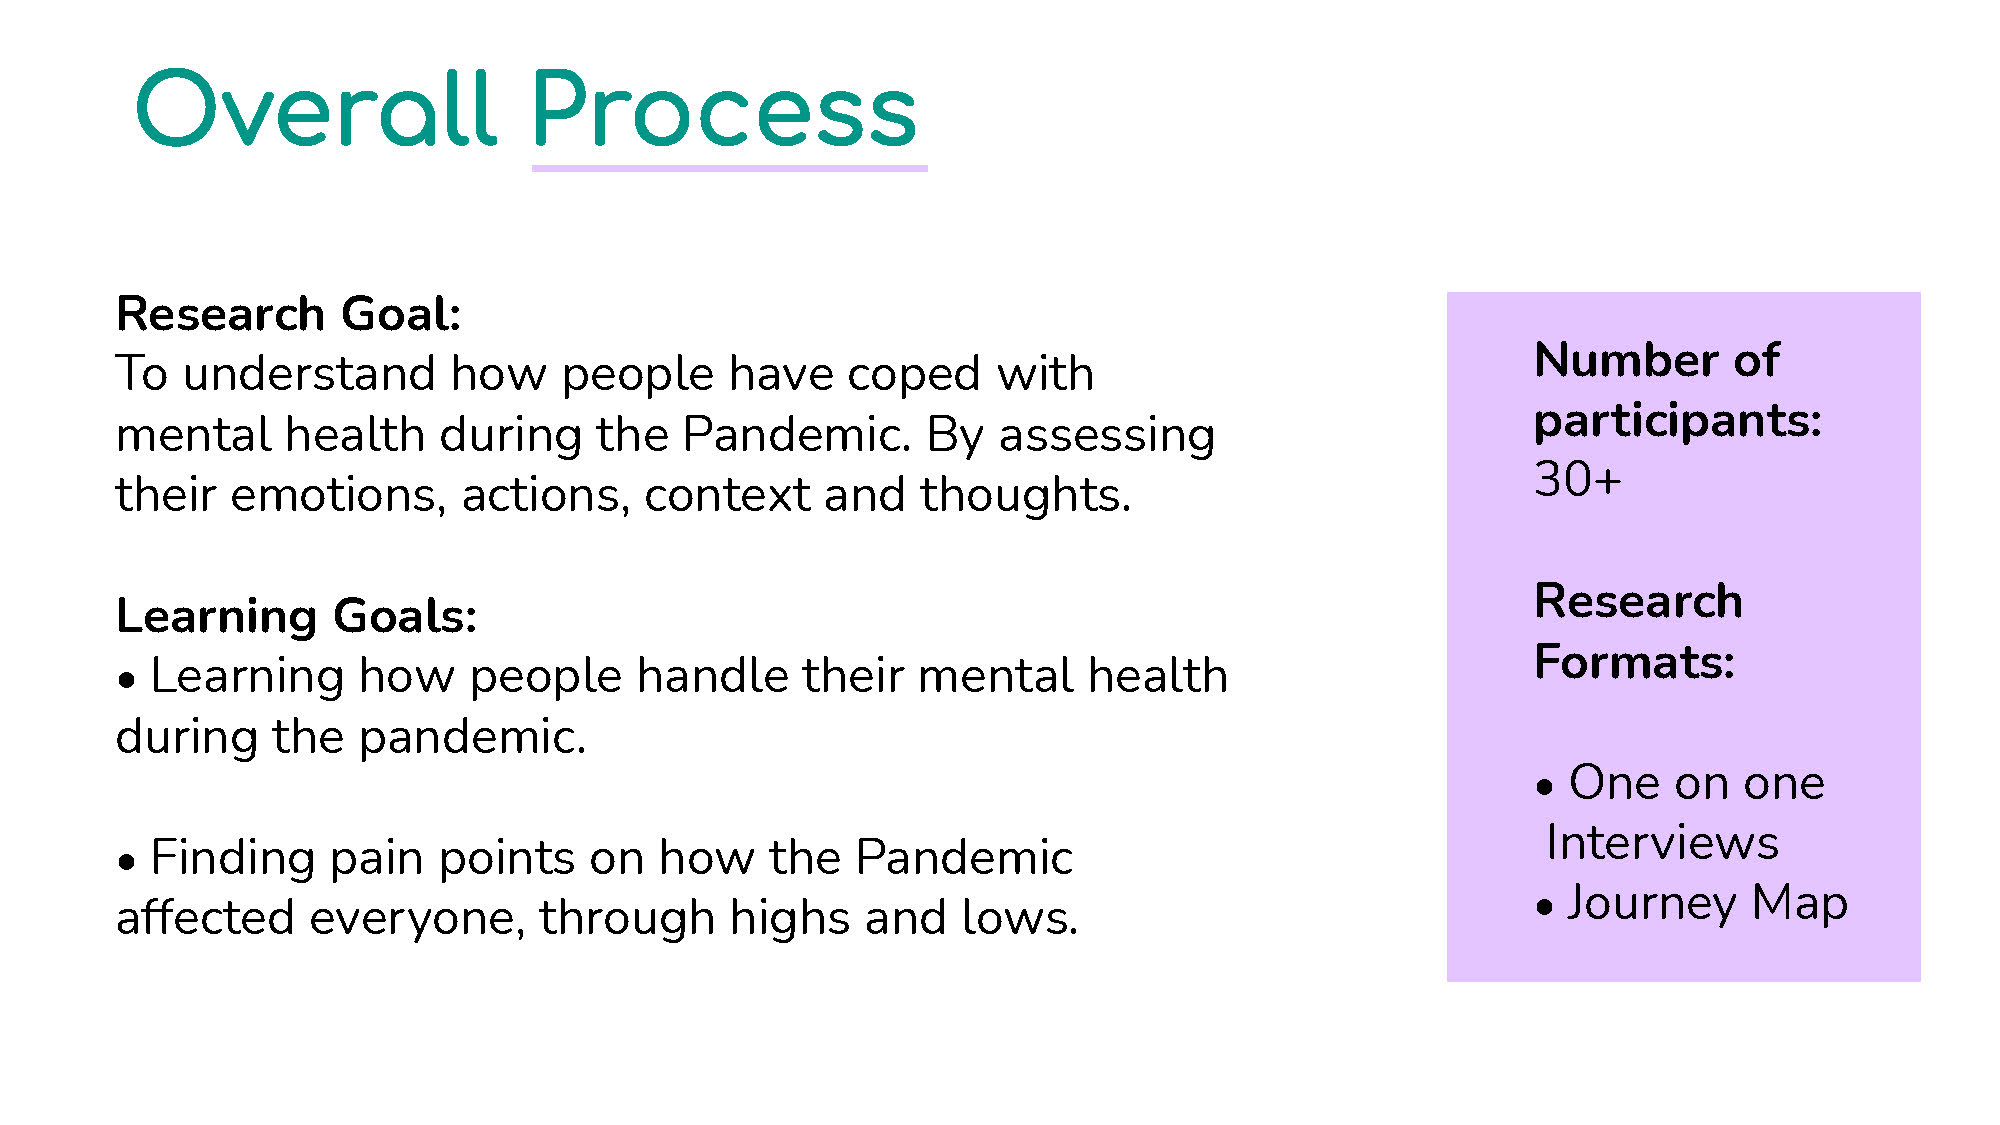 Overall Process
Research Goal:
To understand how people have coped with
mental health during the Pandemic. By assessing
their emotions, actions, context and thoughts.
Learning Goals:
• Learning how people handle their mental health
during the pandemic.
• Finding pain points on how the Pandemic
affected everyone, through highs and lows.
Number of
participants:
30+
Research
Formats:
• One on one
Interviews
• Journey Map